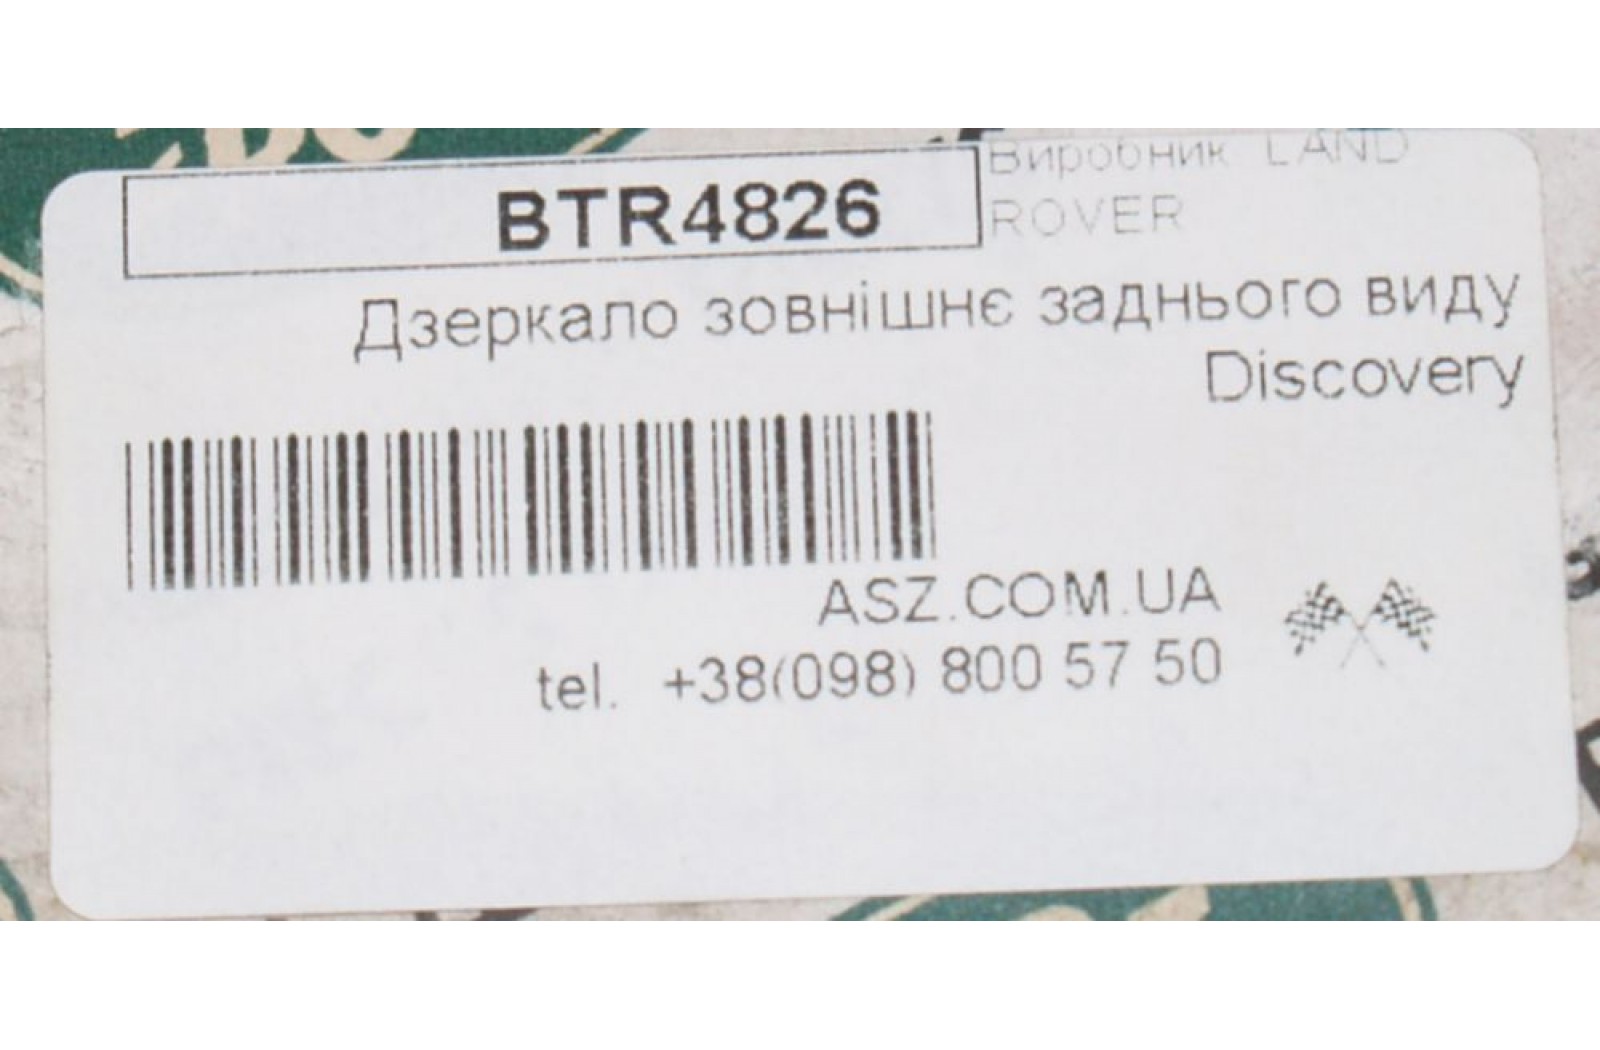 BTR4826
Виробник LAND
ROVER
Дзеркало зовнішнє заднього виду
Discovery
ASZ.COM.UA
tel. +38(098) 800 57 50